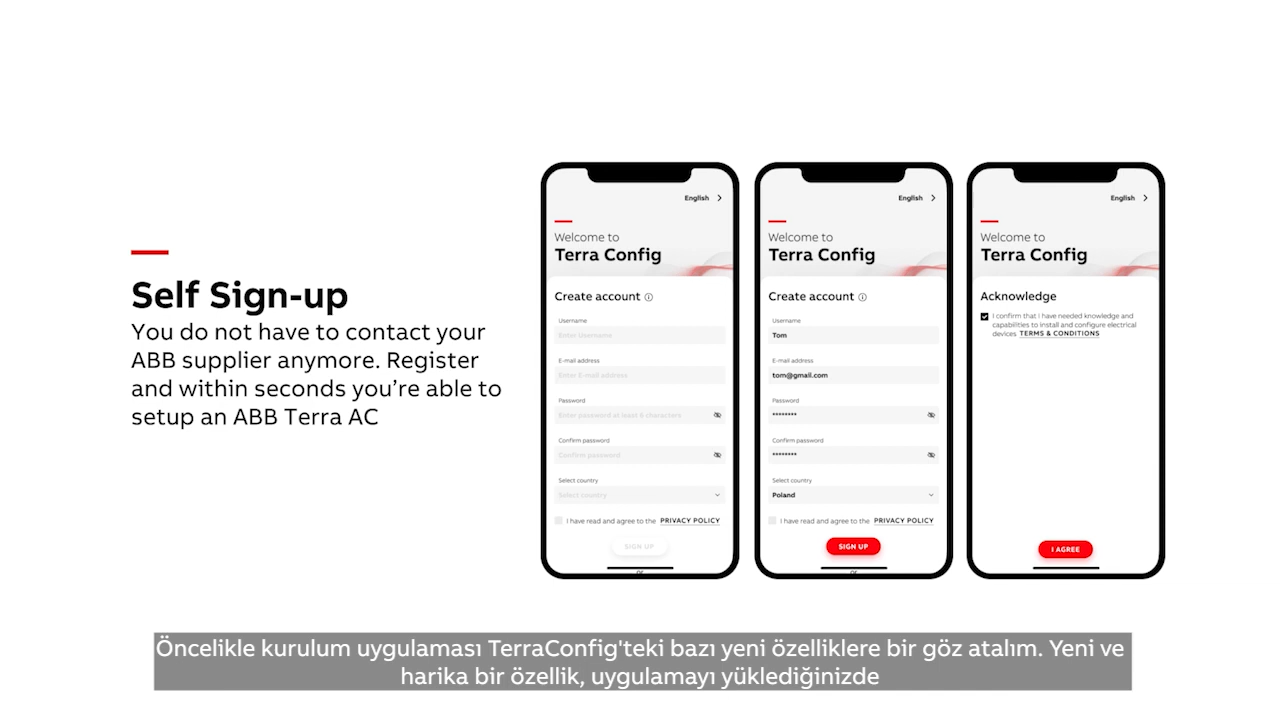 Self Sign-up
You do not have to contact your
ABB supplier anymore. Register
and within seconds you're able to
setup an ABB Terra AC
English
Welcome to
Terra Config
Create account
Username
Enter Username
E-mail address
Enter E-mail address
Password
Enter password at least 6 characters
Confirm password
Confirm password
Select country
Select country
I have read and agree to the PRIVACY POLICY
SIGN UP
or
English
Welcome to
Terra Config
Create account
Username
Tom
E-mail address
tom@gmail.com
Password
********
Confirm password
********
Select country
Poland
I have read and agree to the PRIVACY POLICY
SIGN UP
or
English
Welcome to
Terra Config
Acknowledge
I confirm that I have needed knowledge and
capabilities to install and configure electrical
devices TERMS & CONDITIONS
I AGREE
Öncelikle kurulum uygulaması TerraConfig'teki bazı yeni özelliklere bir göz atalım. Yeni ve
harika bir özellik, uygulamayı yüklediğinizde